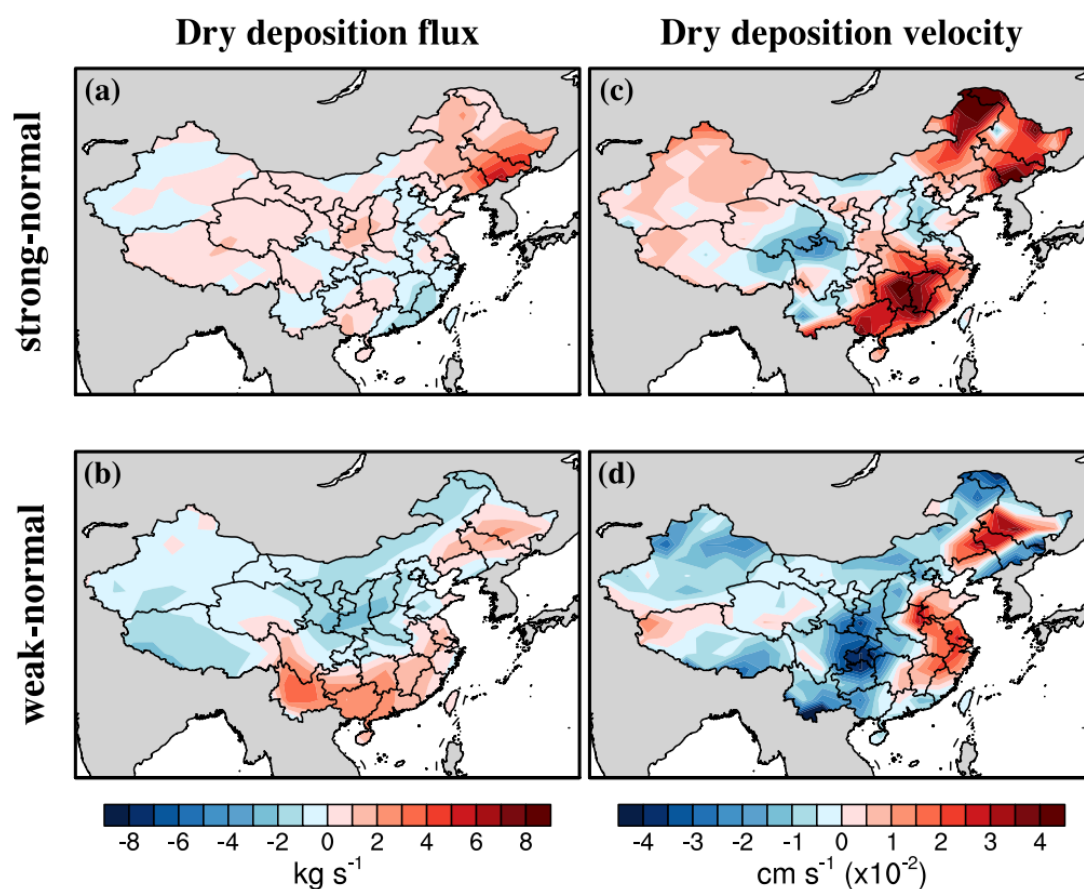 Dry deposition flux
Dry deposition velocity
strong-normal
(a)
(c)
weak-normal
(b)
(d)
-8 -6 -4 -2 0 2 4 6 8
kg s⁻¹
-4 -3 -2 -1 0 1 2 3 4
cm s⁻¹ (x10⁻²)